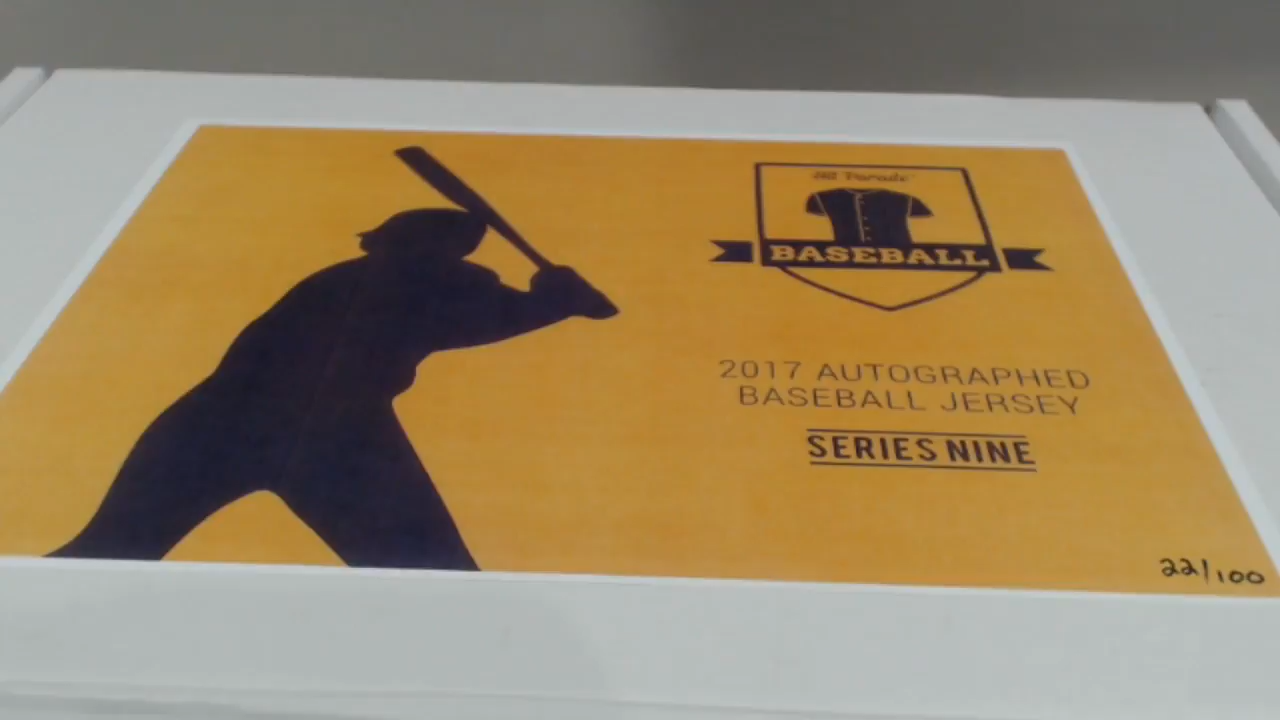 Hit Parade
BASEBALL
2017 AUTOGRAPHED
BASEBALL JERSEY
SERIES NINE
22/100